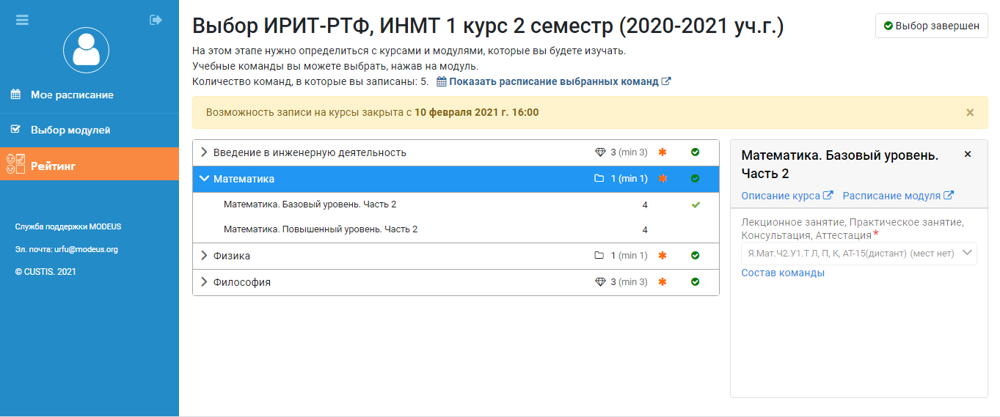 Мое расписание
Выбор модулей
Рейтинг
Служба поддержки MODEUS
Эл. почта: urfu@modeus.org
© CUSTIS. 2021
Выбор ИРИТ-РТФ, ИНМТ 1 курс 2 семестр (2020-2021 уч.г.)
Выбор завершен
На этом этапе нужно определиться с курсами и модулями, которые вы будете изучать.
Учебные команды вы можете выбрать, нажав на модуль.
Количество команд, в которые вы записаны: 5. Показать расписание выбранных команд
Возможность записи на курсы закрыта с 10 февраля 2021 г. 16:00 ×
Введение в инженерную деятельность 3 (min 3) *
Математика 1 (min 1) *
Математика. Базовый уровень. Часть 2 4
Математика. Повышенный уровень. Часть 2 4
Физика 1 (min 1) *
Философия 3 (min 3) *
Математика. Базовый уровень. ×
Часть 2
Описание курса Расписание модуля
Лекционное занятие, Практическое занятие,
Консультация, Аттестация*
Я.Мат.Ч2.У1.Т Л, П, К, АТ-15(дистант) (мест нет)
Состав команды